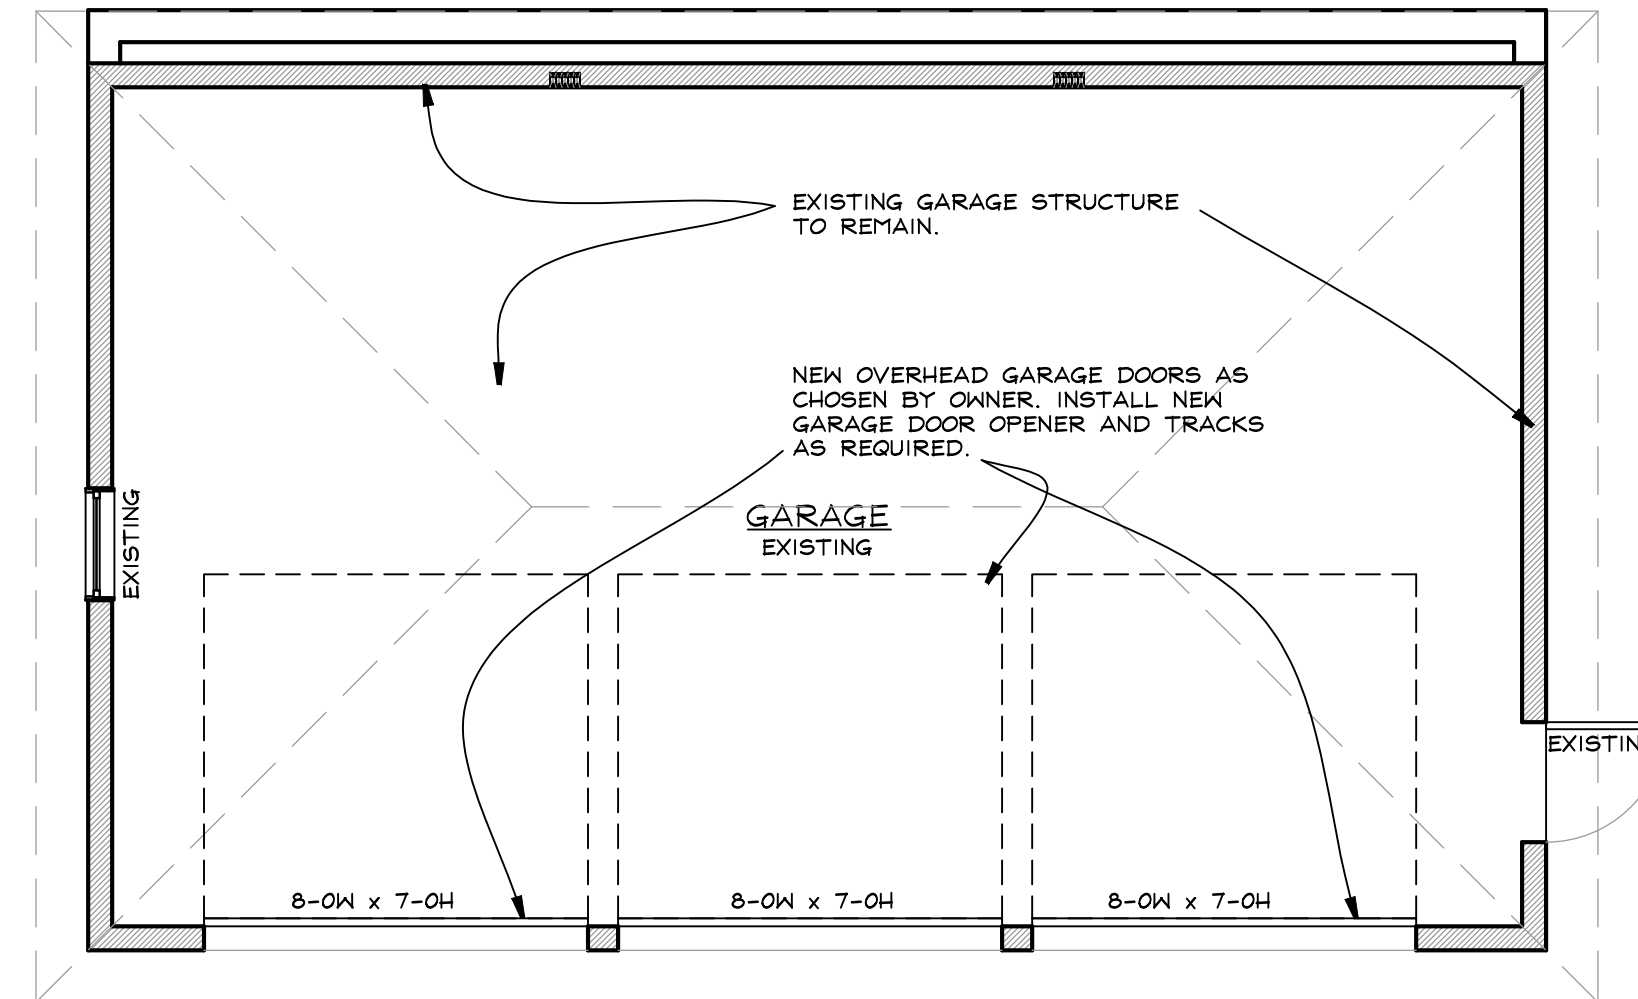 EXISTING GARAGE STRUCTURE
TO REMAIN.
NEW OVERHEAD GARAGE DOORS AS
CHOSEN BY OWNER. INSTALL NEW
GARAGE DOOR OPENER AND TRACKS
AS REQUIRED.
EXISTING
GARAGE
EXISTING
EXISTIN
8-0W x 7-0H
8-0W x 7-0H
8-0W x 7-0H